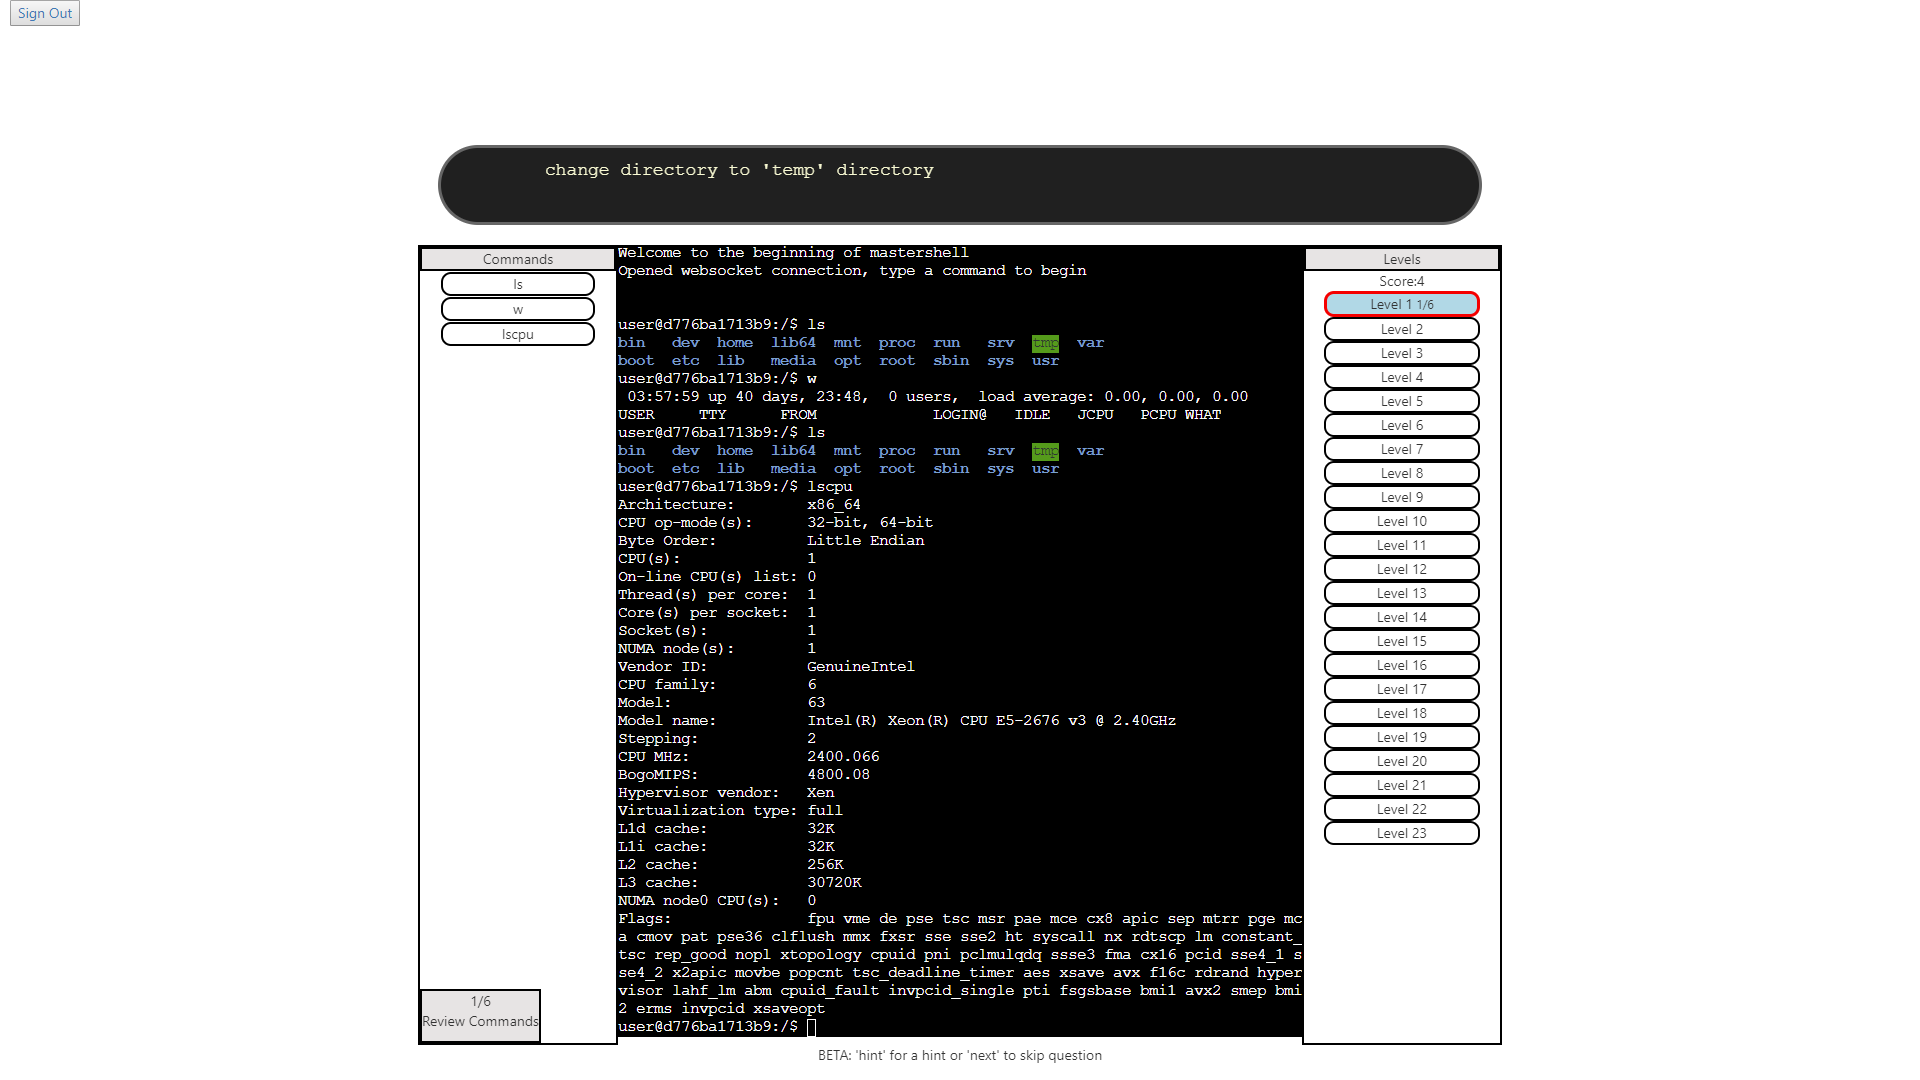 Sign Out
change directory to 'temp' directory
Commands
ls
w
lscpu
1/6
Review Commands
Welcome to the beginning of mastershell
Opened websocket connection, type a command to begin
user@d776ba1713b9:/$ ls
bin dev home lib64 mnt proc run srv tmp var
boot etc lib media opt root sbin sys usr
user@d776ba1713b9:/$ w
03:57:59 up 40 days, 23:48, 0 users, load average: 0.00, 0.00, 0.00
USER TTY FROM LOGIN@ IDLE JCPU PCPU WHAT
user@d776ba1713b9:/$ ls
bin dev home lib64 mnt proc run srv tmp var
boot etc lib media opt root sbin sys usr
user@d776ba1713b9:/$ lscpu
Architecture: x86_64
CPU op-mode(s): 32-bit, 64-bit
Byte Order: Little Endian
CPU(s): 1
On-line CPU(s) list: 0
Thread(s) per core: 1
Core(s) per socket: 1
Socket(s): 1
NUMA node(s): 1
Vendor ID: GenuineIntel
CPU family: 6
Model: 63
Model name: Intel(R) Xeon(R) CPU E5-2676 v3 @ 2.40GHz
Stepping: 2
CPU MHz: 2400.066
BogoMIPS: 4800.08
Hypervisor vendor: Xen
Virtualization type: full
L1d cache: 32K
L1i cache: 32K
L2 cache: 256K
L3 cache: 30720K
NUMA node0 CPU(s): 0
Flags: fpu vme de pse tsc msr pae mce cx8 apic sep mtrr pge mc
a cmov pat pse36 clflush mmx fxsr sse sse2 ht syscall nx rdtscp lm constant_
tsc rep_good nopl xtopology cpuid pni pclmulqdq ssse3 fma cx16 pcid sse4_1 s
se4_2 x2apic movbe popcnt tsc_deadline_timer aes xsave avx f16c rdrand hyper
visor lahf_lm abm cpuid_fault invpcid_single pti fsgsbase bmi1 avx2 smep bmi
2 erms invpcid xsaveopt
user@d776ba1713b9:/$
Levels
Score:4
Level 1 1/6
Level 2
Level 3
Level 4
Level 5
Level 6
Level 7
Level 8
Level 9
Level 10
Level 11
Level 12
Level 13
Level 14
Level 15
Level 16
Level 17
Level 18
Level 19
Level 20
Level 21
Level 22
Level 23
BETA: 'hint' for a hint or 'next' to skip question